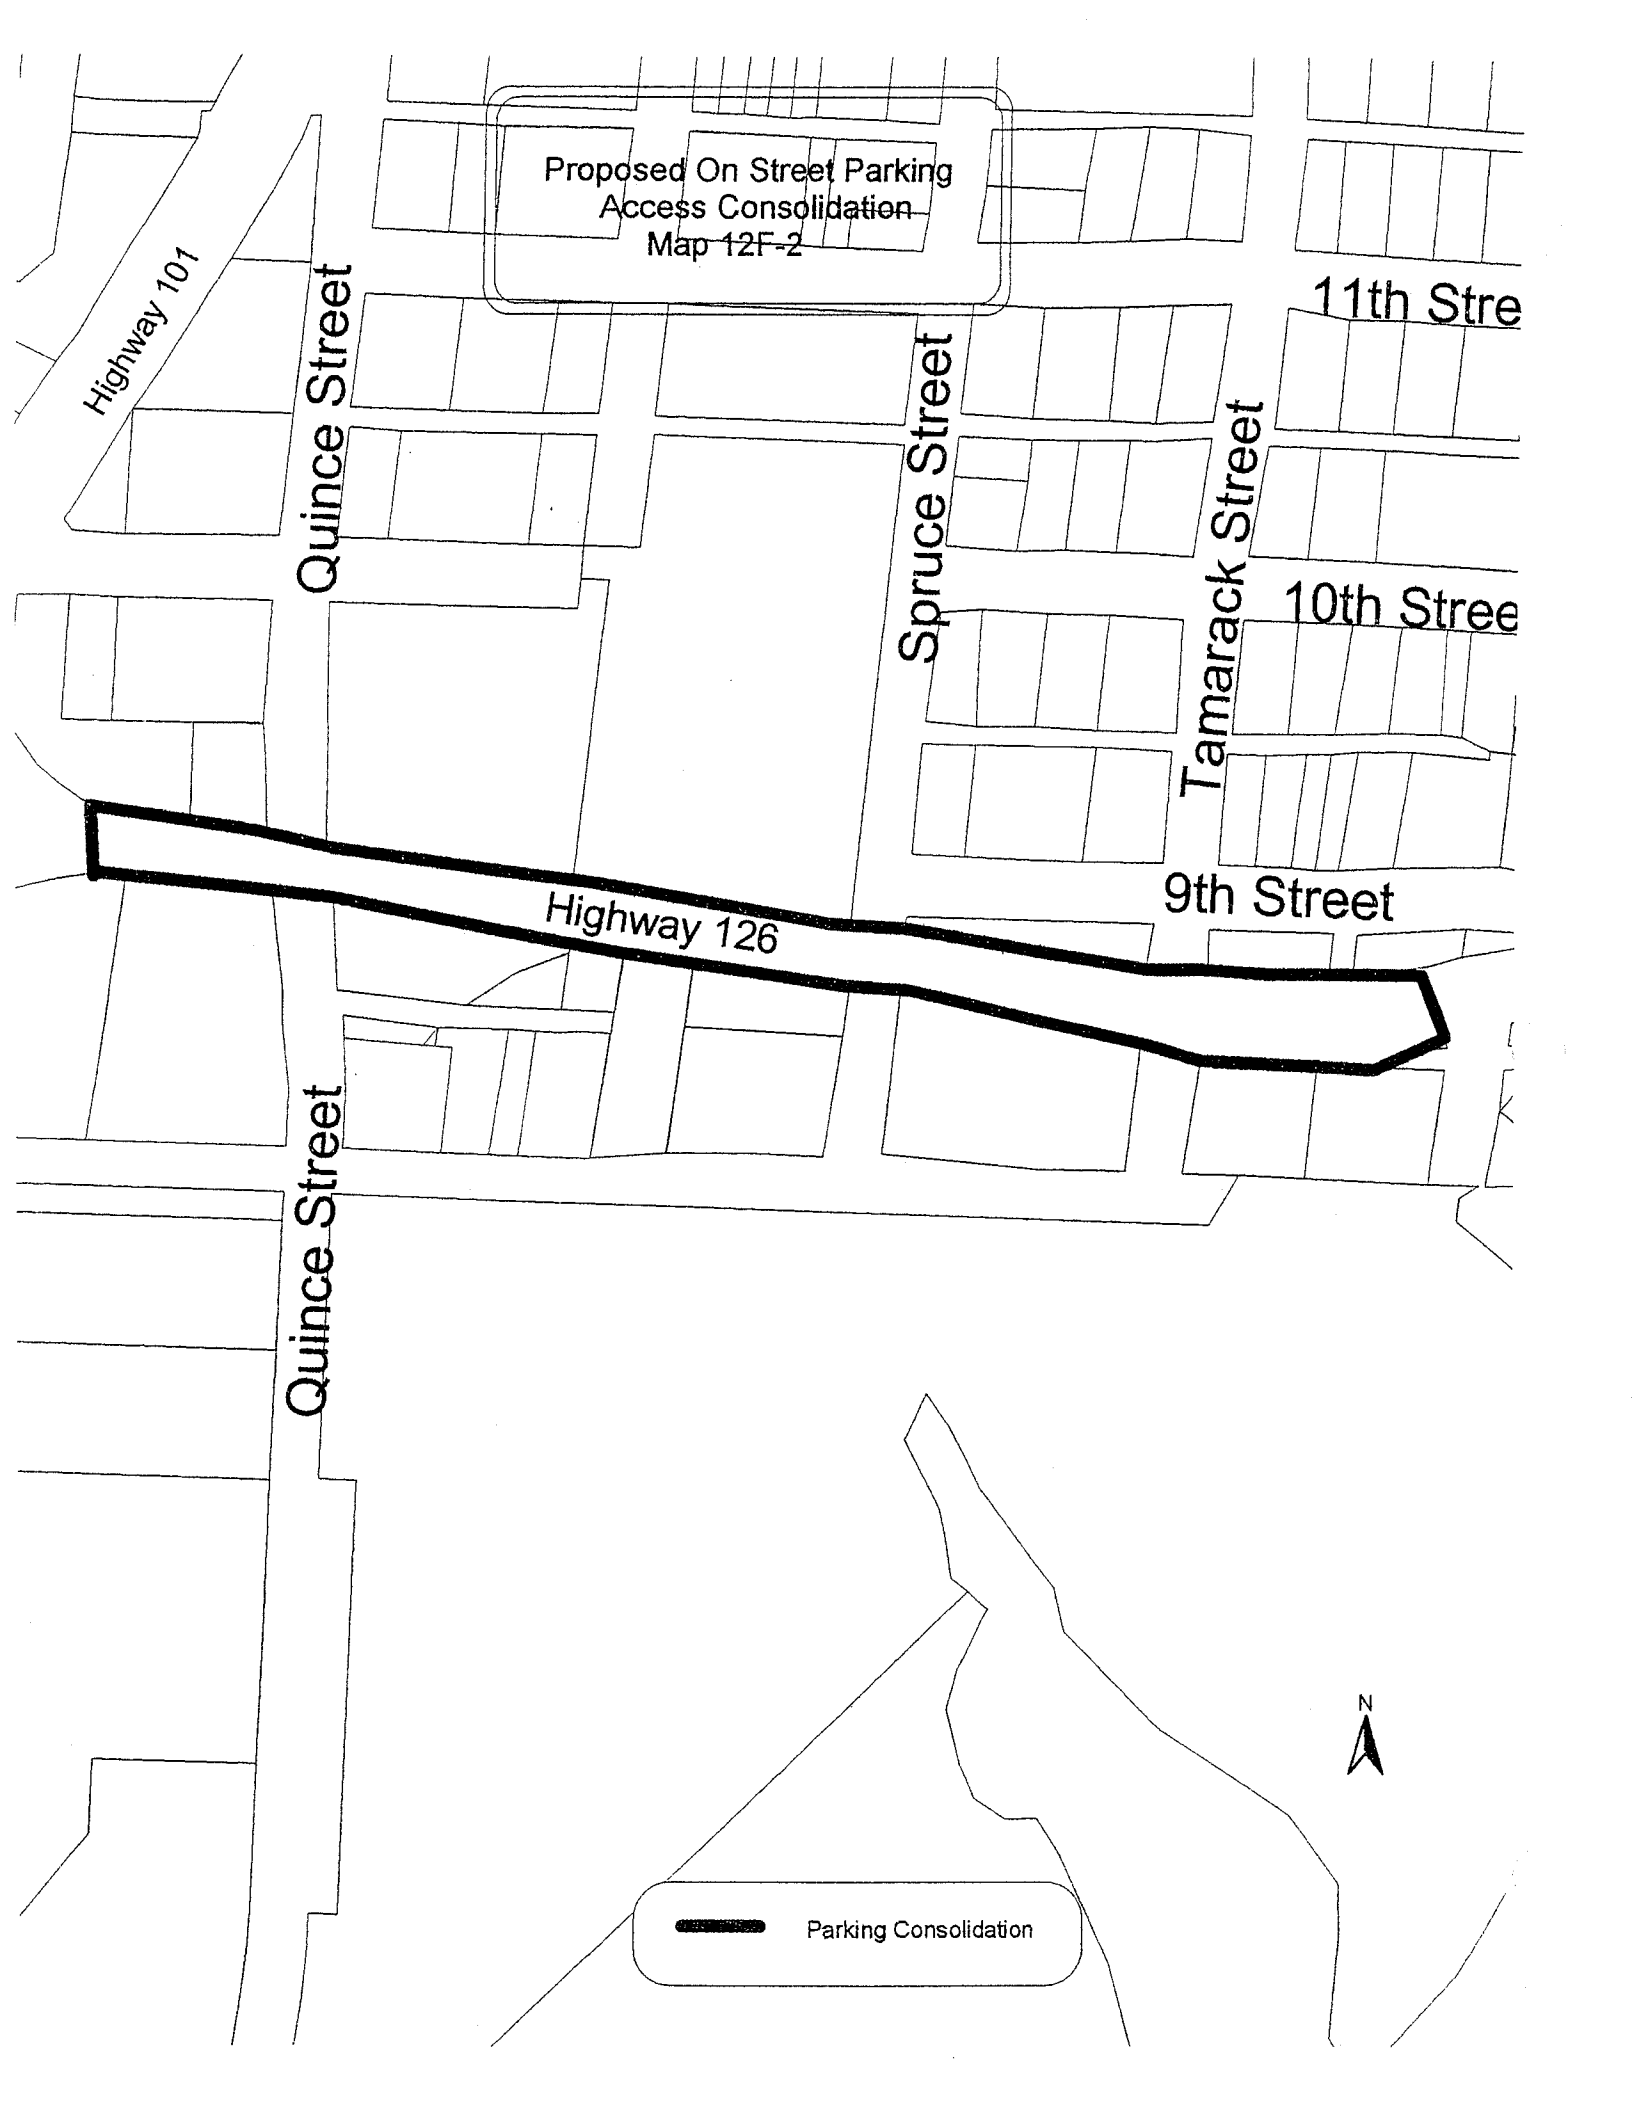 Proposed On Street Parking
Access Consolidation
Map 12F-2
Highway 101
Quince Street
11th Stre
Spruce Street
Tamarack Street
10th Stree
9th Street
Highway 126
Quince Street
N
Parking Consolidation